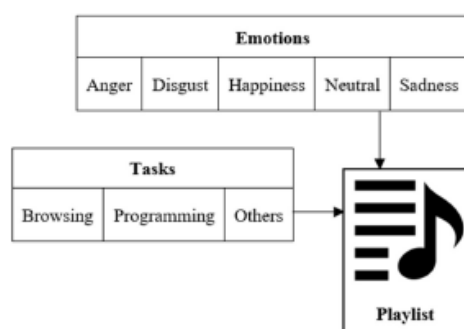 Emotions
Anger Disgust Happiness Neutral Sadness
Tasks
Browsing Programming Others
Playlist